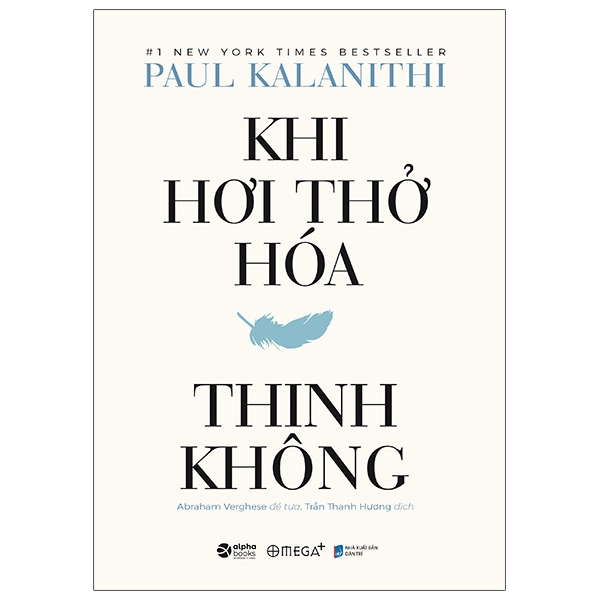 #1 NEW YORK TIMES BESTSELLER
PAUL KALANITHI
KHI
HƠI THỞ
HÓA
THINH
KHÔNG
Abraham Verghese đề tựa, Trần Thanh Hương dịch
alpha books
OMEGA+
NHÀ XUẤT BẢN
DÂN TRÍ